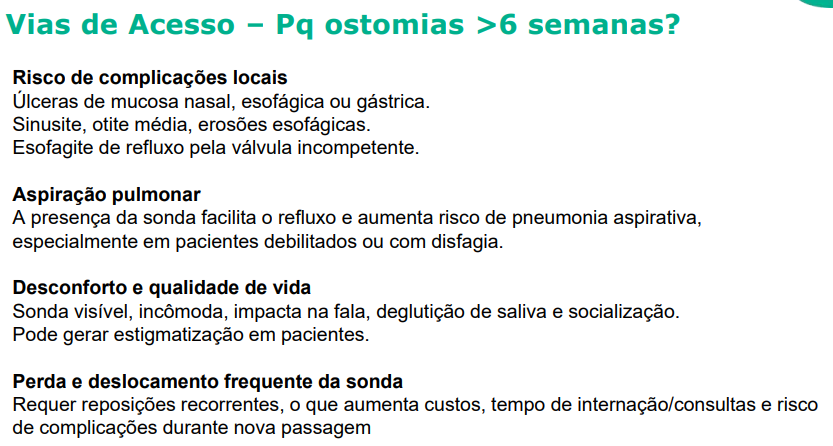 Vias de Acesso – Pq ostomias >6 semanas?
Risco de complicações locais
Úlceras de mucosa nasal, esofágica ou gástrica.
Sinusite, otite média, erosões esofágicas.
Esofagite de refluxo pela válvula incompetente.
Aspiração pulmonar
A presença da sonda facilita o refluxo e aumenta risco de pneumonia aspirativa,
especialmente em pacientes debilitados ou com disfagia.
Desconforto e qualidade de vida
Sonda visível, incômoda, impacta na fala, deglutição de saliva e socialização.
Pode gerar estigmatização em pacientes.
Perda e deslocamento frequente da sonda
Requer reposições recorrentes, o que aumenta custos, tempo de internação/consultas e risco
de complicações durante nova passagem